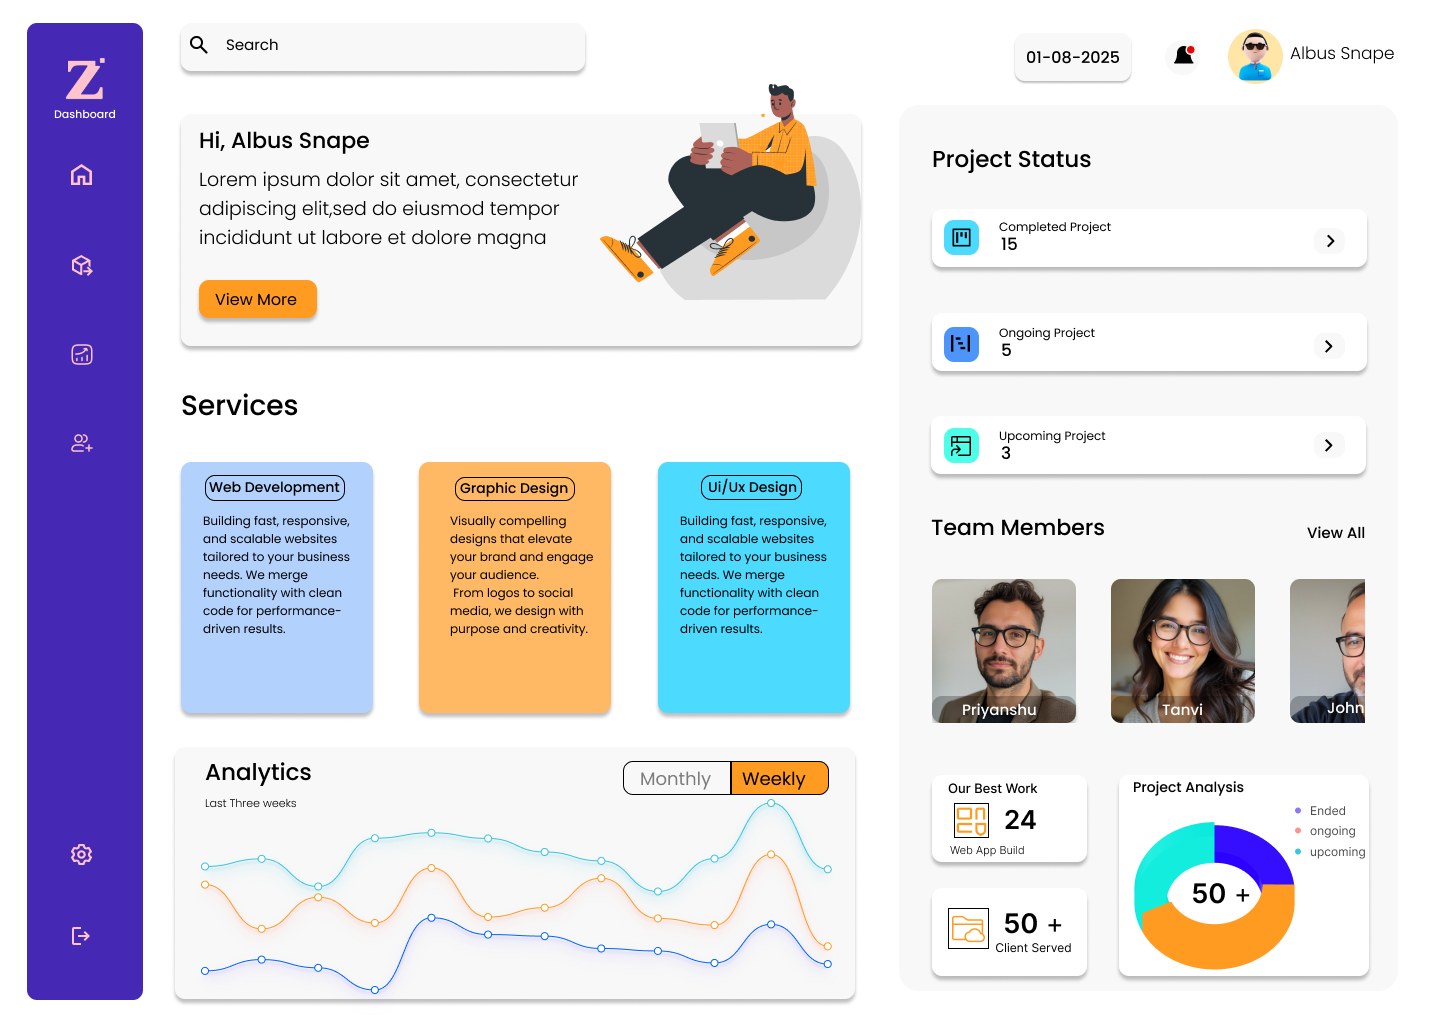 Z
Dashboard
Search
01-08-2025
Albus Snape
Hi, Albus Snape
Lorem ipsum dolor sit amet, consectetur
adipiscing elit,sed do eiusmod tempor
incididunt ut labore et dolore magna
View More
Services
Web Development
Building fast, responsive,
and scalable websites
tailored to your business
needs. We merge
functionality with clean
code for performance-
driven results.
Graphic Design
Visually compelling
designs that elevate
your brand and engage
your audience.
From logos to social
media, we design with
purpose and creativity.
Ui/Ux Design
Building fast, responsive,
and scalable websites
tailored to your business
needs. We merge
functionality with clean
code for performance-
driven results.
Analytics
Last Three weeks
Monthly
Weekly
Project Status
Completed Project
15
Ongoing Project
5
Upcoming Project
3
Team Members
View All
Priyanshu
Tanvi
John
Our Best Work
24
Web App Build
50 +
Client Served
Project Analysis
Ended
ongoing
upcoming
50 +